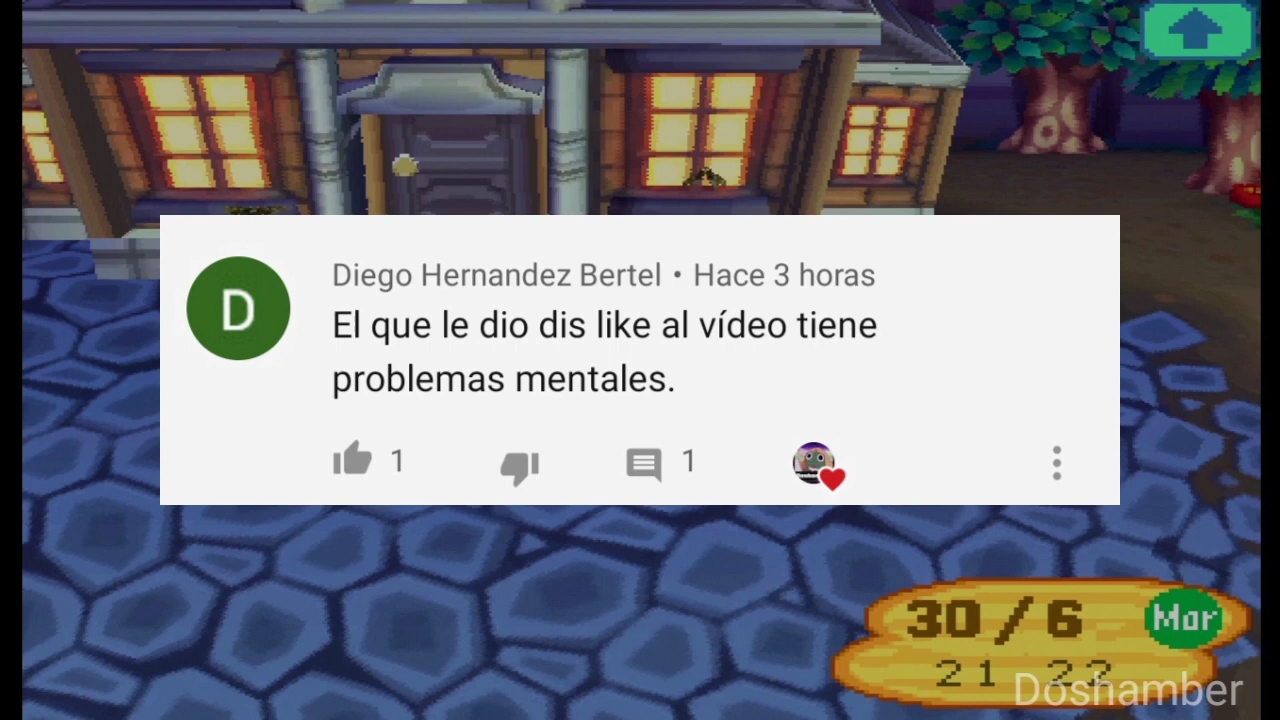 D
Diego Hernandez Bertel • Hace 3 horas
El que le dio dis like al vídeo tiene
problemas mentales.
1
1
30/6 Mar
21 22
Doshamber